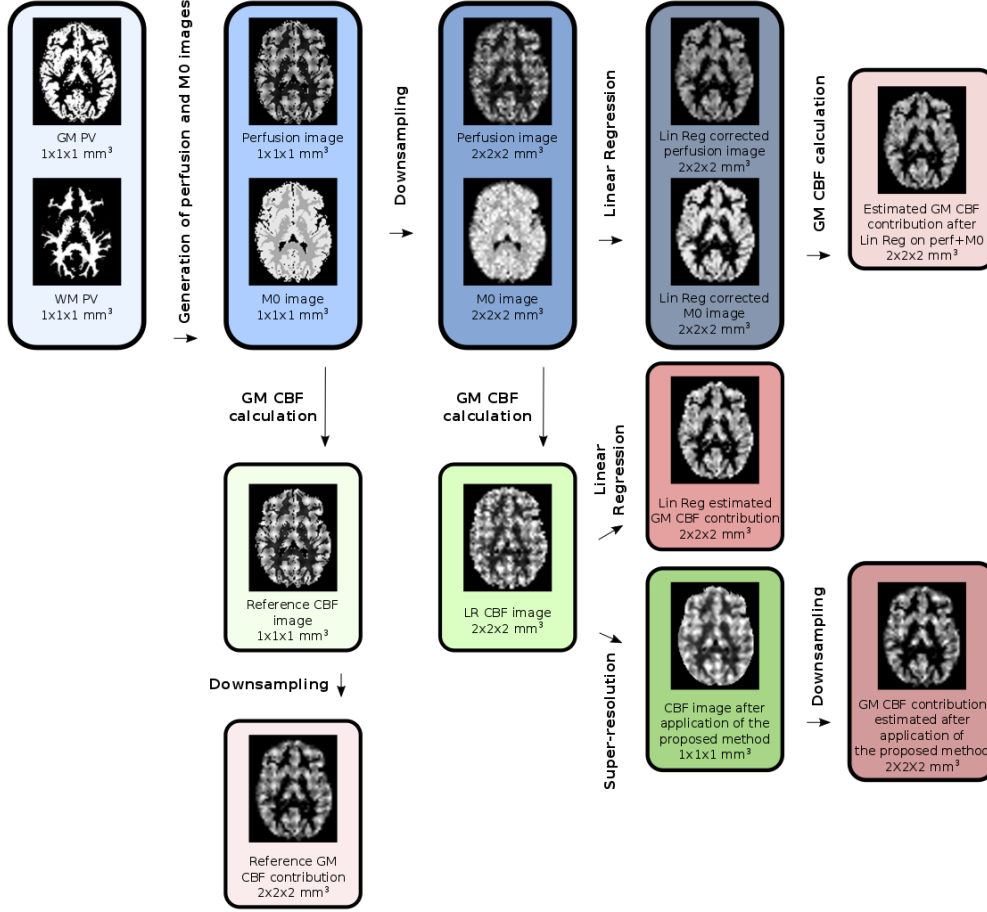 GM PV
1x1x1 mm³
WM PV
1x1x1 mm³
Generation of perfusion and M0 images
Perfusion image
1x1x1 mm³
M0 image
1x1x1 mm³
Downsampling
Perfusion image
2x2x2 mm³
M0 image
2x2x2 mm³
Linear Regression
Lin Reg corrected
perfusion image
2x2x2 mm³
Lin Reg corrected
M0 image
2x2x2 mm³
GM CBF calculation
Estimated GM CBF
contribution after
Lin Reg on perf+M0
2x2x2 mm³
GM CBF
calculation
GM CBF
calculation
Reference CBF
image
1x1x1 mm³
LR CBF image
2x2x2 mm³
Linear
Regression
Lin Reg estimated
GM CBF contribution
2x2x2 mm³
Super-resolution
CBF image after
application of the
proposed method
1x1x1 mm³
Downsampling
GM CBF contribution
estimated after
application of
the proposed method
2X2X2 mm³
Downsampling
Reference GM
CBF contribution
2x2x2 mm³